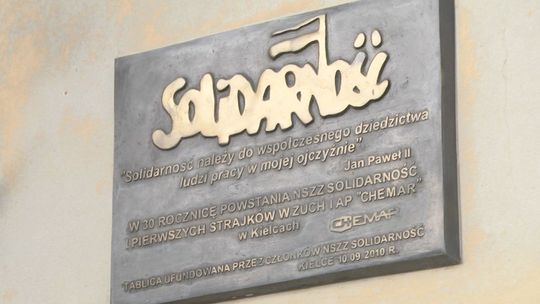 SOLIDARNOŚĆ
"Solidarność należy do współczesnego dziedzictwa
ludzi pracy w mojej ojczyźnie"
Jan Paweł II
W 30 ROCZNICĘ POWSTANIA NSZZ SOLIDARNOŚĆ
I PIERWSZYCH STRAJKÓW W ZUCH I AP "CHEMAR"
w Kielcach CHEMAR
TABLICA UFUNDOWANA PRZEZ CZŁONKÓW NSZZ SOLIDARNOŚĆ
KIELCE 10.09.2010 R.